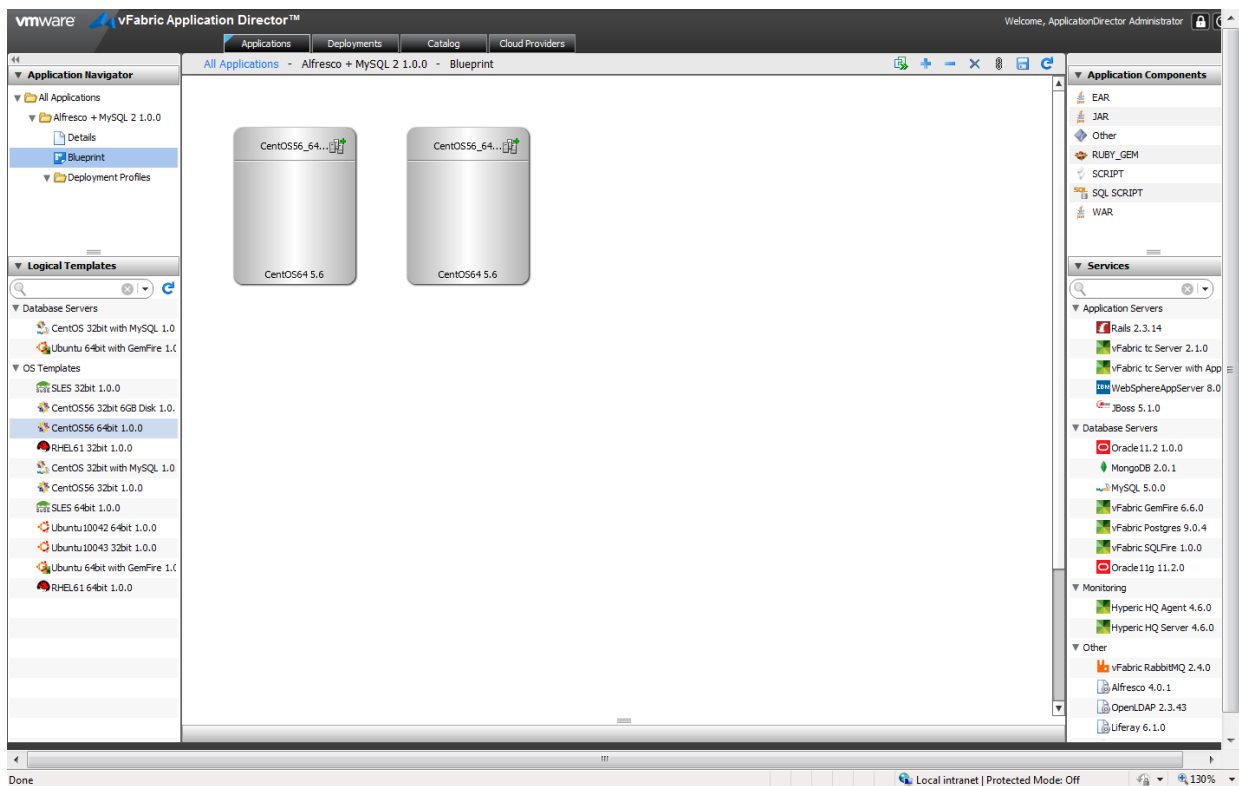 vmware vFabric Application Director™
Welcome, ApplicationDirector Administrator
Applications Deployments Catalog Cloud Providers
Application Navigator
All Applications
Alfresco + MySQL 2 1.0.0
Details
Blueprint
Deployment Profiles
Logical Templates
Database Servers
CentOS 32bit with MySQL 1.0
Ubuntu 64bit with GemFire 1.(
OS Templates
SLES 32bit 1.0.0
CentOS56 32bit 6GB Disk 1.0.
CentOS56 64bit 1.0.0
RHEL61 32bit 1.0.0
CentOS 32bit with MySQL 1.0
CentOS56 32bit 1.0.0
SLES 64bit 1.0.0
Ubuntu10042 64bit 1.0.0
Ubuntu10043 32bit 1.0.0
Ubuntu 64bit with GemFire 1.(
RHEL61 64bit 1.0.0
All Applications - Alfresco + MySQL 2 1.0.0 - Blueprint
CentOS56_64...
CentOS64 5.6
CentOS56_64...
CentOS64 5.6
Application Components
EAR
JAR
Other
RUBY_GEM
SCRIPT
SQL SQL SCRIPT
WAR
Services
Application Servers
Rails 2.3.14
vFabric tc Server 2.1.0
vFabric tc Server with App
IBM WebSphereAppServer 8.0
JBoss 5.1.0
Database Servers
Oracle11.2 1.0.0
MongoDB 2.0.1
MySQL 5.0.0
vFabric GemFire 6.6.0
vFabric Postgres 9.0.4
vFabric SQLFire 1.0.0
Oracle11g 11.2.0
Monitoring
Hyperic HQ Agent 4.6.0
Hyperic HQ Server 4.6.0
Other
vFabric RabbitMQ 2.4.0
Alfresco 4.0.1
OpenLDAP 2.3.43
Liferay 6.1.0
Done
Local intranet | Protected Mode: Off
130%